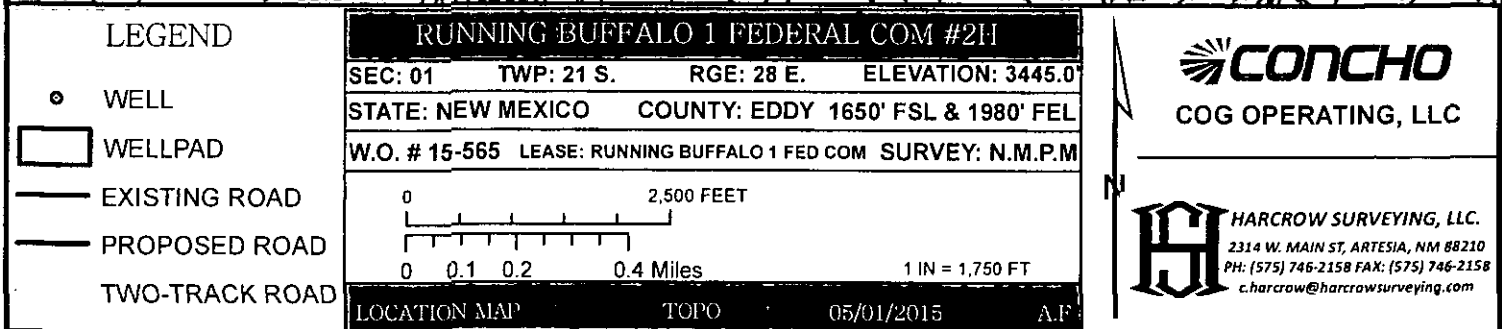 LEGEND
WELL
WELLPAD
EXISTING ROAD
PROPOSED ROAD
TWO-TRACK ROAD
RUNNING BUFFALO 1 FEDERAL COM #2H
SEC: 01 TWP: 21 S. RGE: 28 E. ELEVATION: 3445.0'
STATE: NEW MEXICO COUNTY: EDDY 1650' FSL & 1980' FEL
W.O. # 15-565 LEASE: RUNNING BUFFALO 1 FED COM SURVEY: N.M.P.M
0 2,500 FEET
0 0.1 0.2 0.4 Miles 1 IN = 1,750 FT
LOCATION MAP TOPO 05/01/2015 A.F
N
CONCHO
COG OPERATING, LLC
HARCROW SURVEYING, LLC.
2314 W. MAIN ST, ARTESIA, NM 88210
PH: (575) 746-2158 FAX: (575) 746-2158
c.harcrow@harcrowsurveying.com